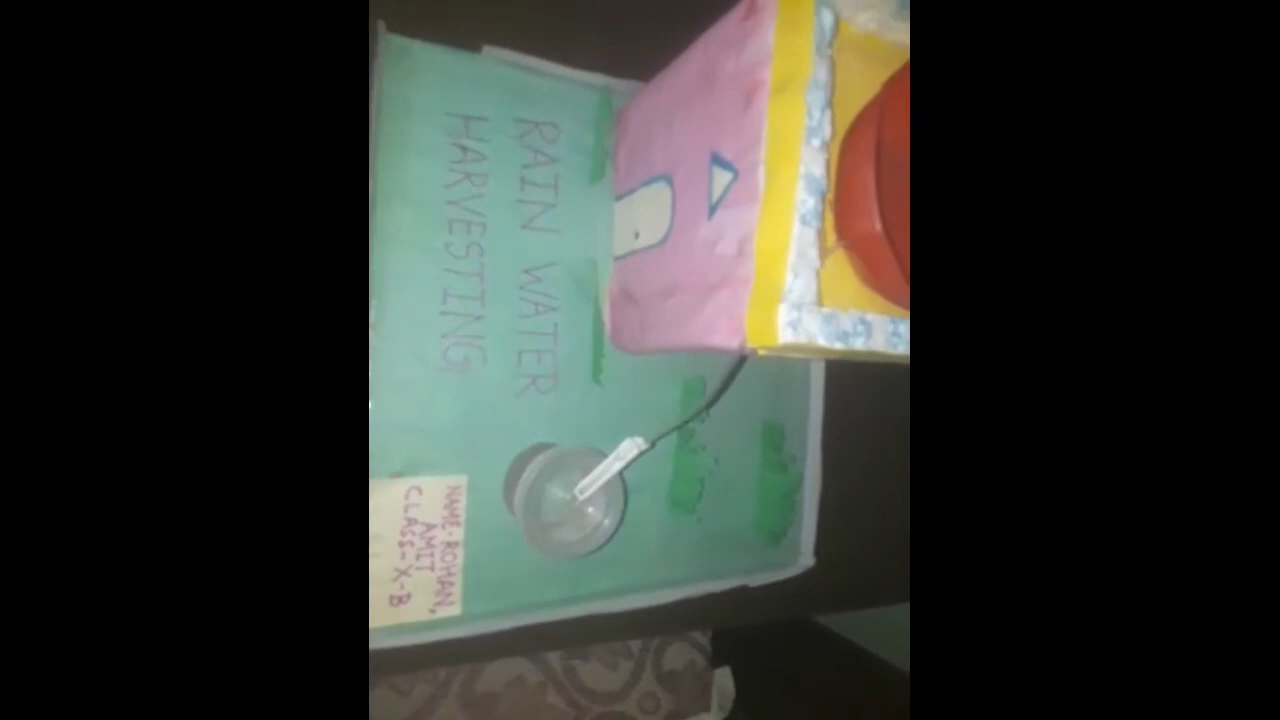 RAIN WATER
HARVESTING
NAME-ROHAN,
AMIT
CLASS-X-B